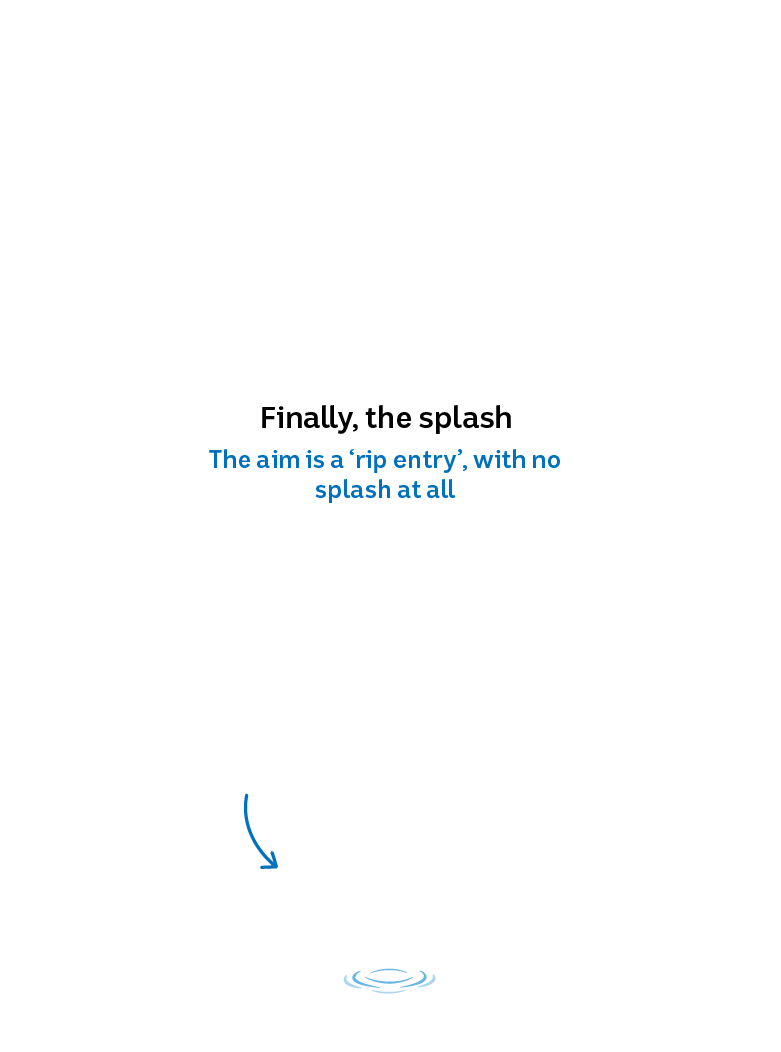 Finally, the splash
The aim is a ‘rip entry’, with no
splash at all